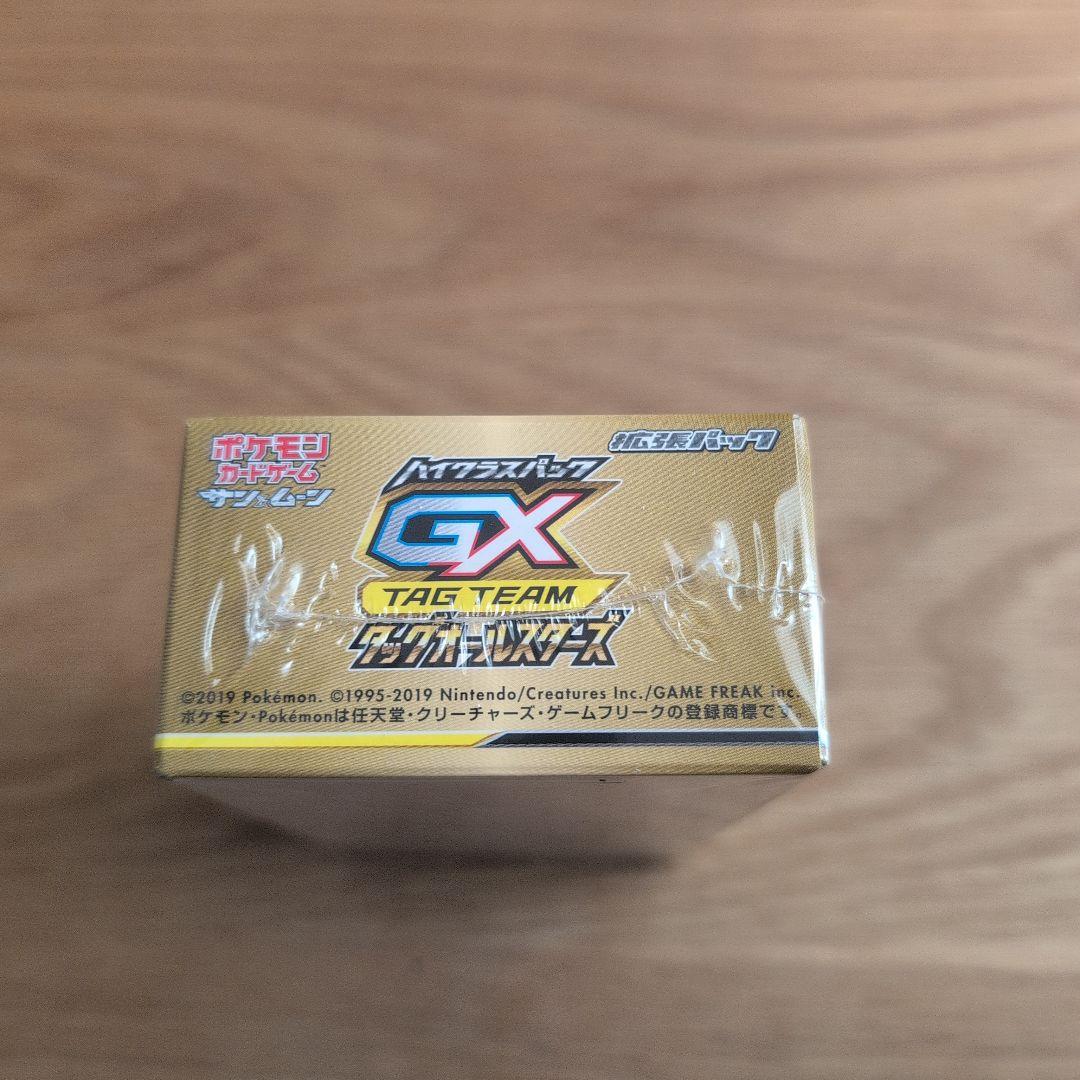 ポケモン
カードゲーム
サン&ムーン
拡張パック
ハイクラスパック
GX
TAG TEAM
タッグオールスターズ
©2019 Pokémon. ©1995-2019 Nintendo/Creatures Inc./GAME FREAK inc.
ポケモン・Pokémonは任天堂・クリーチャーズ・ゲームフリークの登録商標です